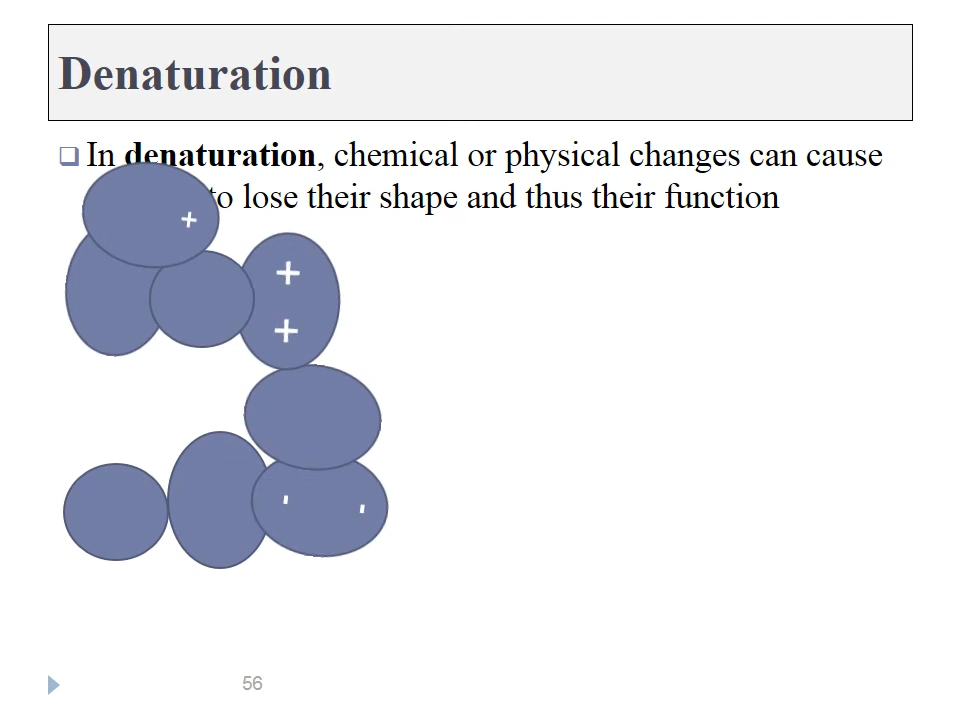 Denaturation
In denaturation, chemical or physical changes can cause
to lose their shape and thus their function
+
+
+
- -
56